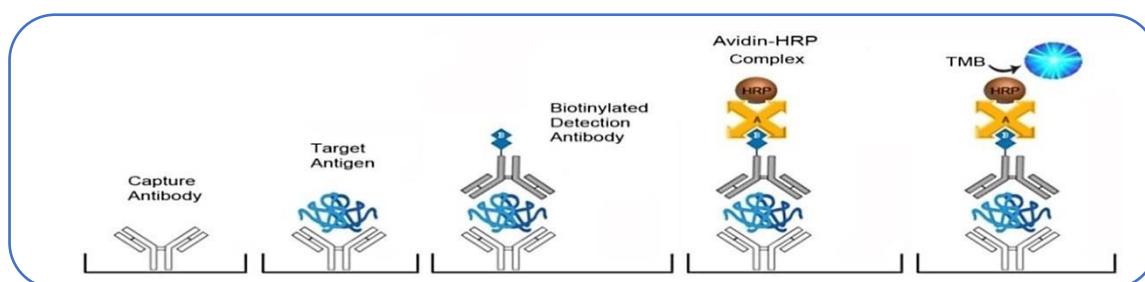 Capture
Antibody
Target
Antigen
Biotinylated
Detection
Antibody
B
Avidin-HRP
Complex
HRP
A
B
TMB
HRP
A
B